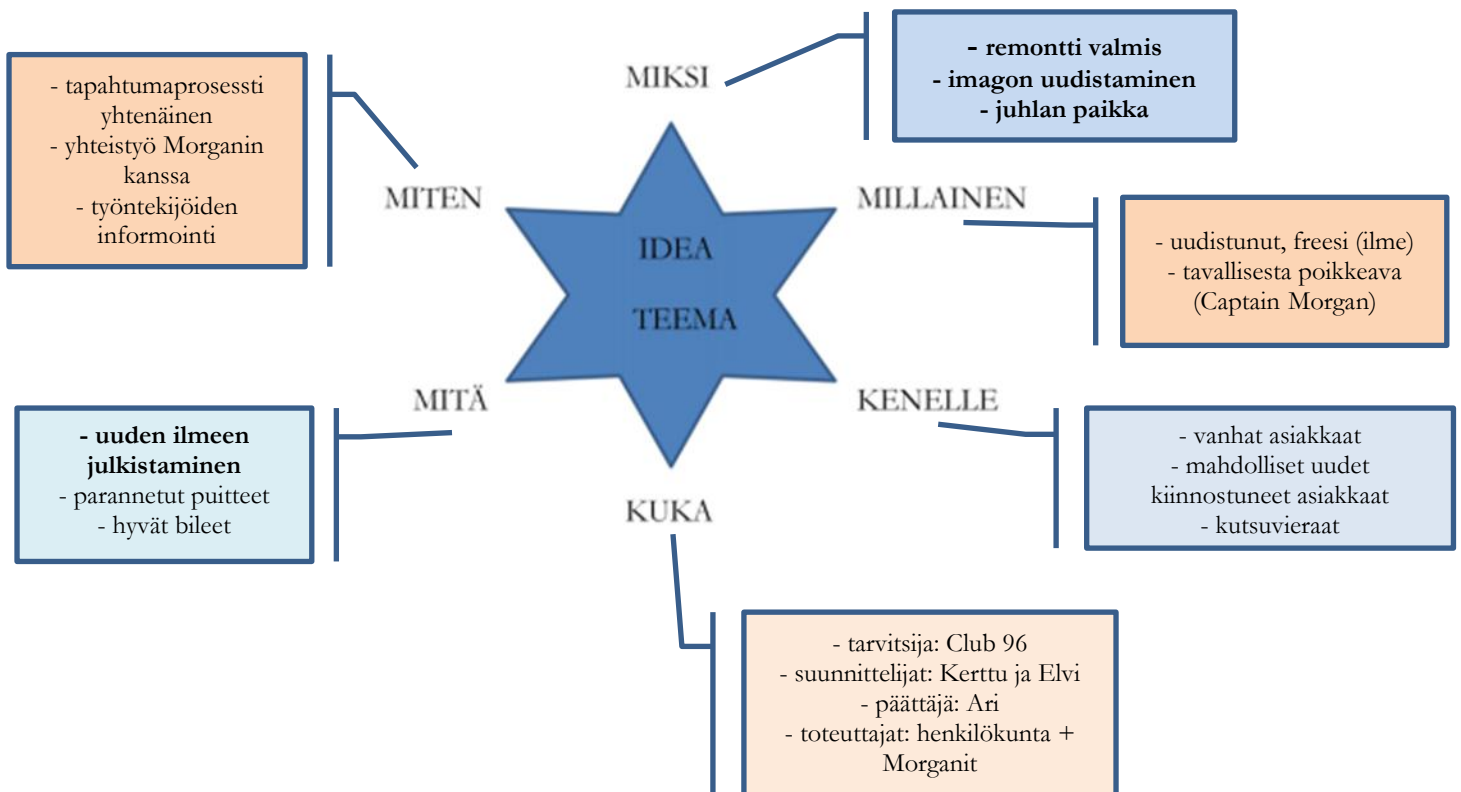 MIKSI
- remontti valmis
- imagon uudistaminen
- juhlan paikka
- tapahtumaprosessti
yhtenäinen
- yhteistyö Morganin
kanssa
- työntekijöiden
informointi
MITEN
MILLAINEN
- uudistunut, freesi (ilme)
- tavallisesta poikkeava
(Captain Morgan)
IDEA
TEEMA
MITÄ
- uuden ilmeen
julkistaminen
- parannetut puitteet
- hyvät bileet
KENELLE
- vanhat asiakkaat
- mahdolliset uudet
kiinnostuneet asiakkaat
- kutsuvieraat
KUKA
- tarvitsija: Club 96
- suunnittelijat: Kerttu ja Elvi
- päättäjä: Ari
- toteuttajat: henkilökunta +
Morganit